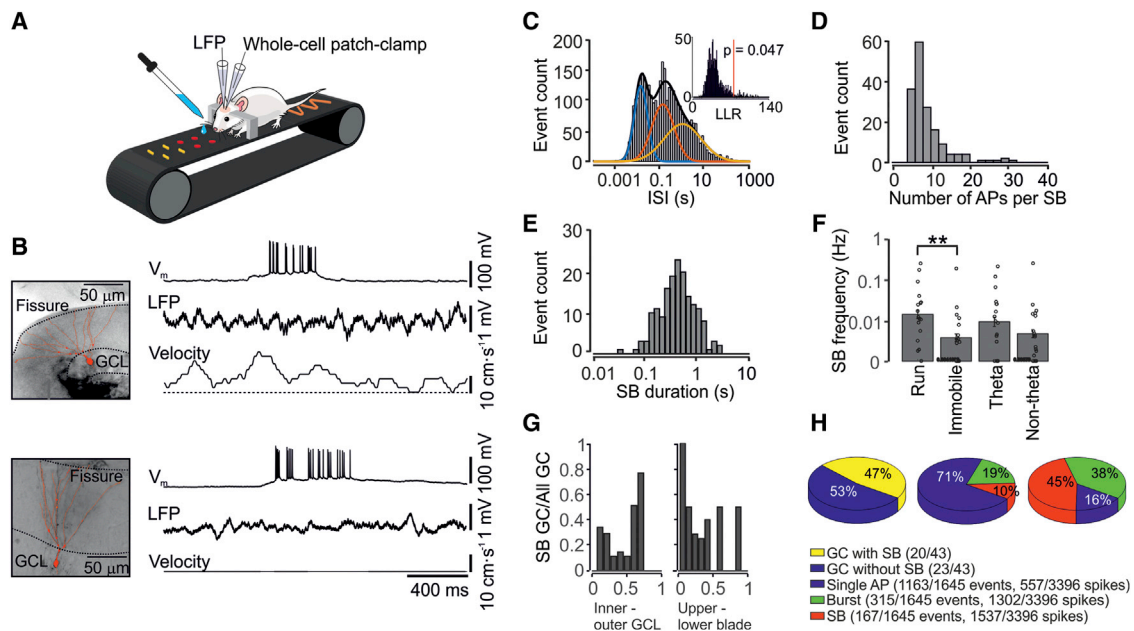 A
LFP
Whole-cell patch-clamp
B
50 μm
Fissure
GCL
Vm
100 mV
LFP
1 mV
Velocity
10 cm·s⁻¹
Fissure
GCL
50 μm
Vm
100 mV
LFP
1 mV
Velocity
10 cm·s⁻¹
400 ms
C
Event count
200
150
100
50
0
0.001 0.1 10 1000
ISI (s)
50
0
p = 0.047
0 140
LLR
D
Event count
60
40
20
0
0 10 20 30 40
Number of APs per SB
E
Event count
30
20
10
0
0.01 0.1 1 10
SB duration (s)
F
SB frequency (Hz)
1
0.1
0.01
0
**
Run
Immobile
Theta
Non-theta
G
SB GC/All GC
1
0.8
0.6
0.4
0.2
0
0 0.5 1
Inner -
outer GCL
0 0.5 1
Upper -
lower blade
H
47%
53%
71%
19%
10%
45%
38%
16%
GC with SB (20/43)
GC without SB (23/43)
Single AP (1163/1645 events, 557/3396 spikes)
Burst (315/1645 events, 1302/3396 spikes)
SB (167/1645 events, 1537/3396 spikes)